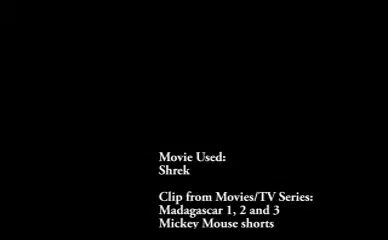 Movie Used:
Shrek
Clip from Movies/TV Series:
Madagascar 1, 2 and 3
Mickey Mouse shorts